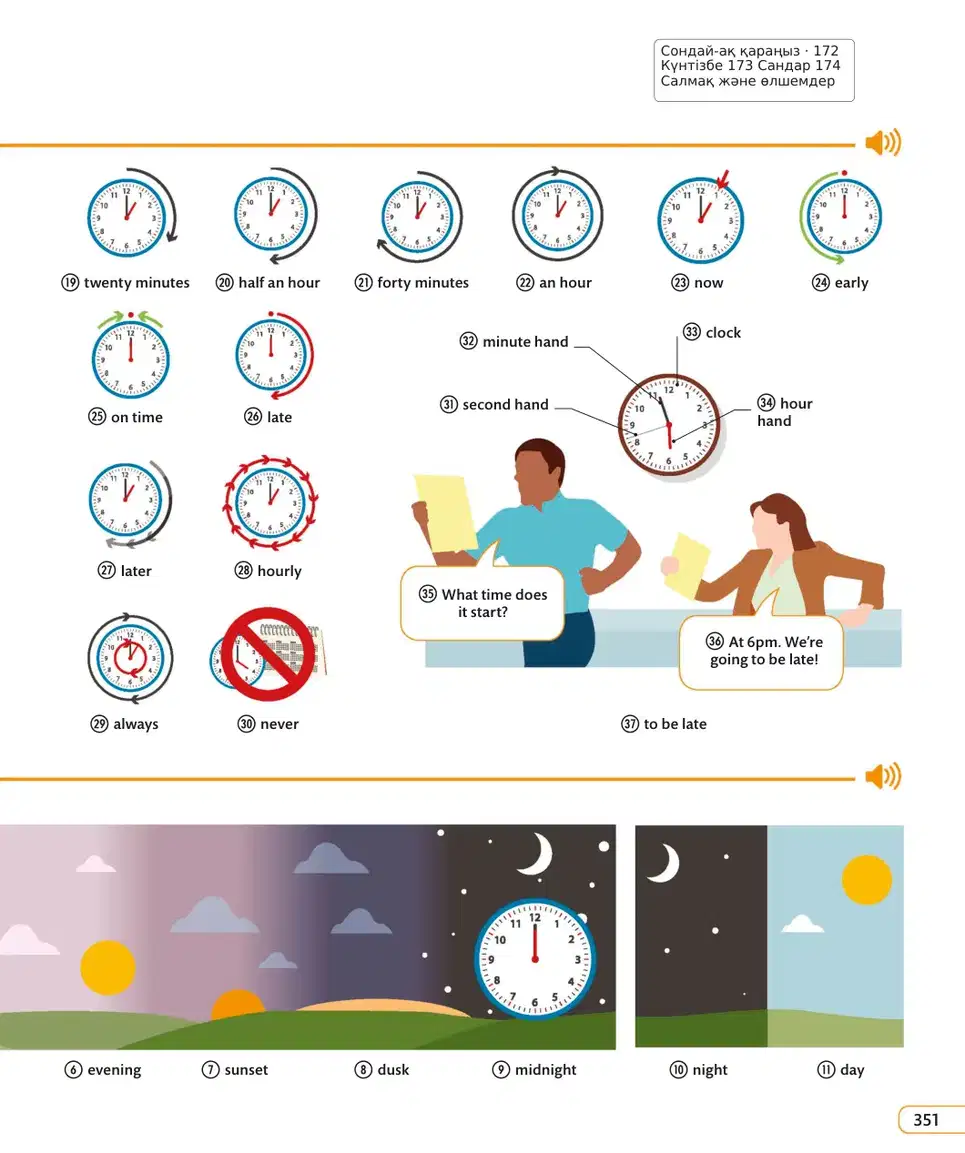 Сондай-ақ қараңыз · 172
Күнтізбе 173 Сандар 174
Салмақ және өлшемдер
⑲ twenty minutes
⑳ half an hour
㉑ forty minutes
㉒ an hour
㉓ now
㉔ early
㉕ on time
㉖ late
㉜ minute hand
㉝ clock
㉛ second hand
㉞ hour
hand
㉗ later
㉘ hourly
㉟ What time does
it start?
㊱ At 6pm. We’re
going to be late!
㉙ always
㉚ never
㊲ to be late
⑥ evening
⑦ sunset
⑧ dusk
⑨ midnight
⑩ night
⑪ day
351